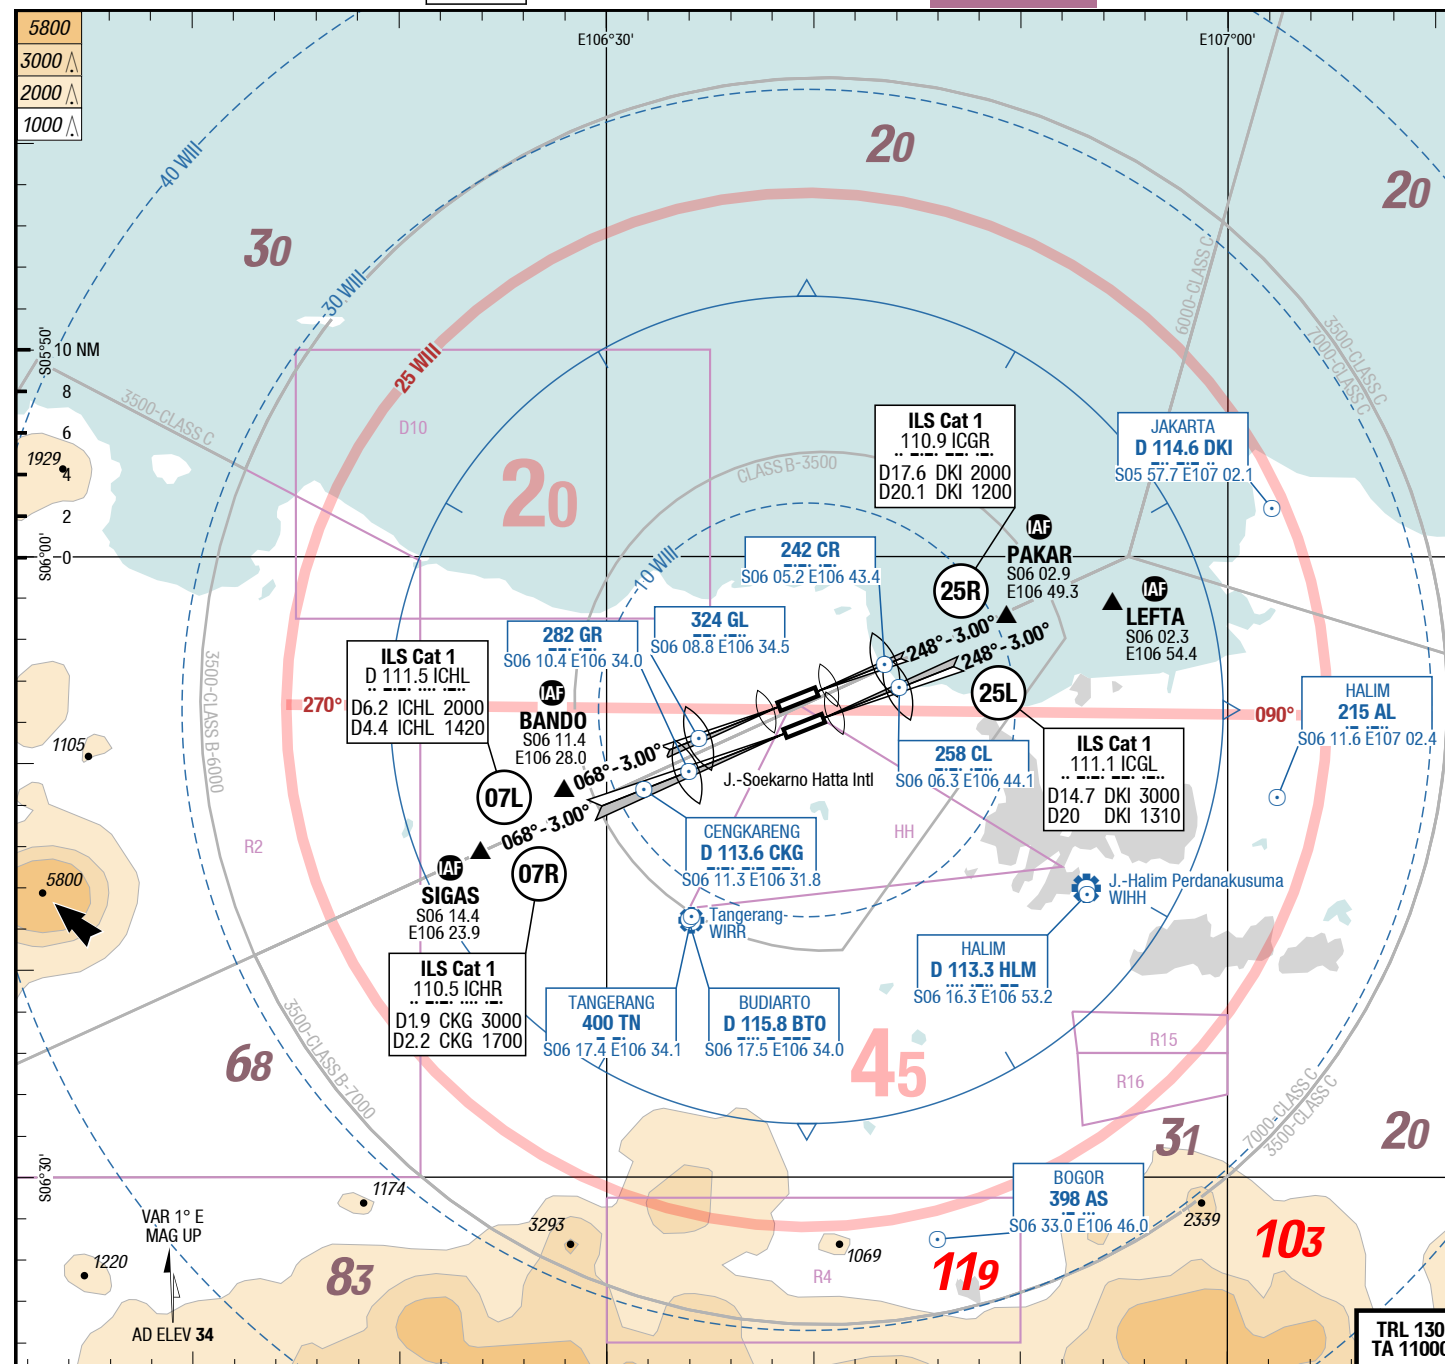 5800
3000
2000
1000
E106°30'
E107°00'
40 WIII
30 WIII
25 WIII
10 WIII
20
20
30
20
S05°50'
10 NM
8
6
4
2
0
S06°00'
3500-CLASS C
D10
1929
6000-CLASS C
3500-CLASS C
7000-CLASS C
CLASS B-3500
ILS Cat 1
110.9 ICGR
D17.6 DKI 2000
D20.1 DKI 1200
JAKARTA
D 114.6 DKI
S05 57.7 E107 02.1
IAF
PAKAR
S06 02.9
E106 49.3
25R
IAF
LEFTA
S06 02.3
E106 54.4
242 CR
S06 05.2 E106 43.4
324 GL
S06 08.8 E106 34.5
282 GR
S06 10.4 E106 34.0
ILS Cat 1
D 111.5 ICHL
D6.2 ICHL 2000
D4.4 ICHL 1420
IAF
BANDO
S06 11.4
E106 28.0
248°-3.00°
248°-3.00°
25L
270°
090°
HALIM
215 AL
S06 11.6 E107 02.4
258 CL
S06 06.3 E106 44.1
ILS Cat 1
111.1 ICGL
D14.7 DKI 3000
D20 DKI 1310
3500-CLASS B-6000
1105
068°-3.00°
07L
J.-Soekarno Hatta Intl
068°-3.00°
07R
CENGKARENG
D 113.6 CKG
S06 11.3 E106 31.8
HH
R2
5800
IAF
SIGAS
S06 14.4
E106 23.9
J.-Halim Perdanakusuma
WIHH
Tangerang
WIRR
ILS Cat 1
110.5 ICHR
D1.9 CKG 3000
D2.2 CKG 1700
HALIM
D 113.3 HLM
S06 16.3 E106 53.2
TANGERANG
400 TN
S06 17.4 E106 34.1
BUDIARTO
D 115.8 BTO
S06 17.5 E106 34.0
3500-CLASS B-7000
68
45
R15
R16
7000-CLASS C
3500-CLASS C
31
20
S06°30'
1174
BOGOR
398 AS
S06 33.0 E106 46.0
2339
VAR 1° E
MAG UP
3293
1069
1220
83
R4
119
103
AD ELEV 34
TRL 130
TA 11000